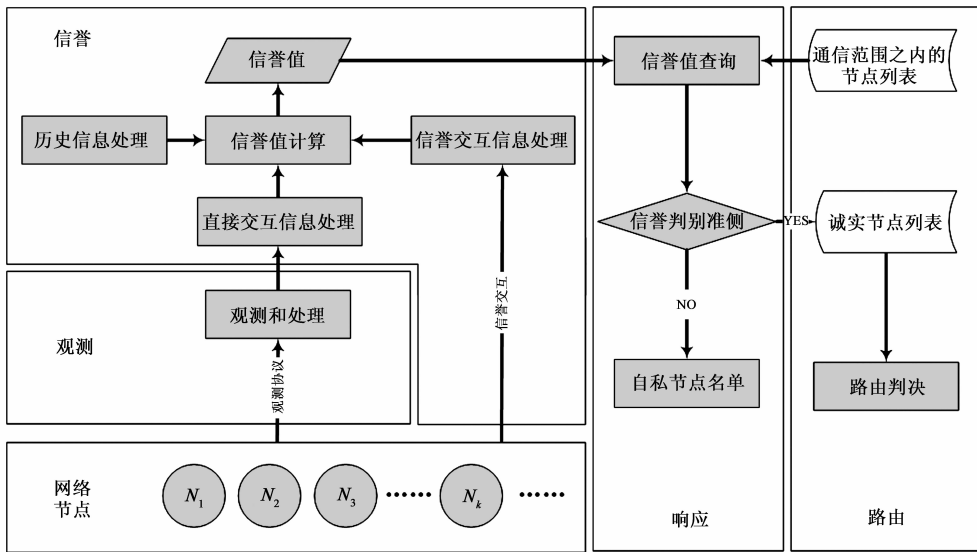 信誉
信誉值
历史信息处理
信誉值计算
信誉交互信息处理
直接交互信息处理
观测
观测和处理
观测协议
信誉交互
网络
节点
N1
N2
N3
……
Nk
……
信誉值查询
信誉判别准侧
YES
NO
自私节点名单
响应
通信范围之内的
节点列表
诚实节点列表
路由判决
路由